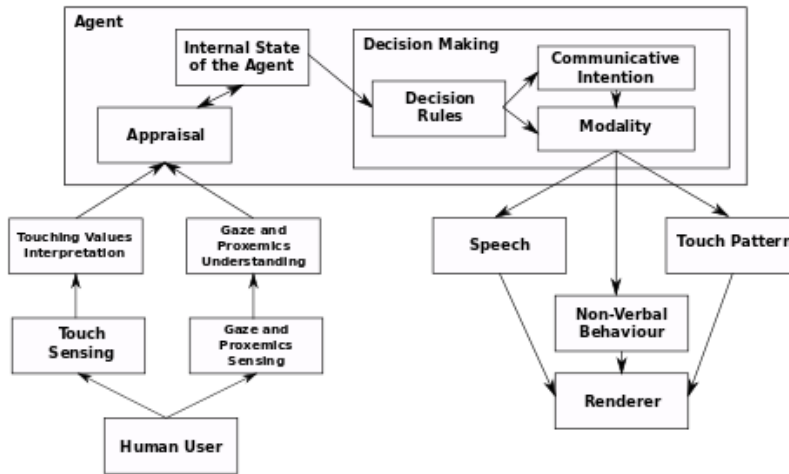 Agent
Internal State
of the Agent
Decision Making
Communicative
Intention
Decision
Rules
Appraisal
Modality
Touching Values
Interpretation
Gaze and
Proxemics
Understanding
Speech
Touch Pattern
Touch
Sensing
Gaze and
Proxemics
Sensing
Non-Verbal
Behaviour
Renderer
Human User